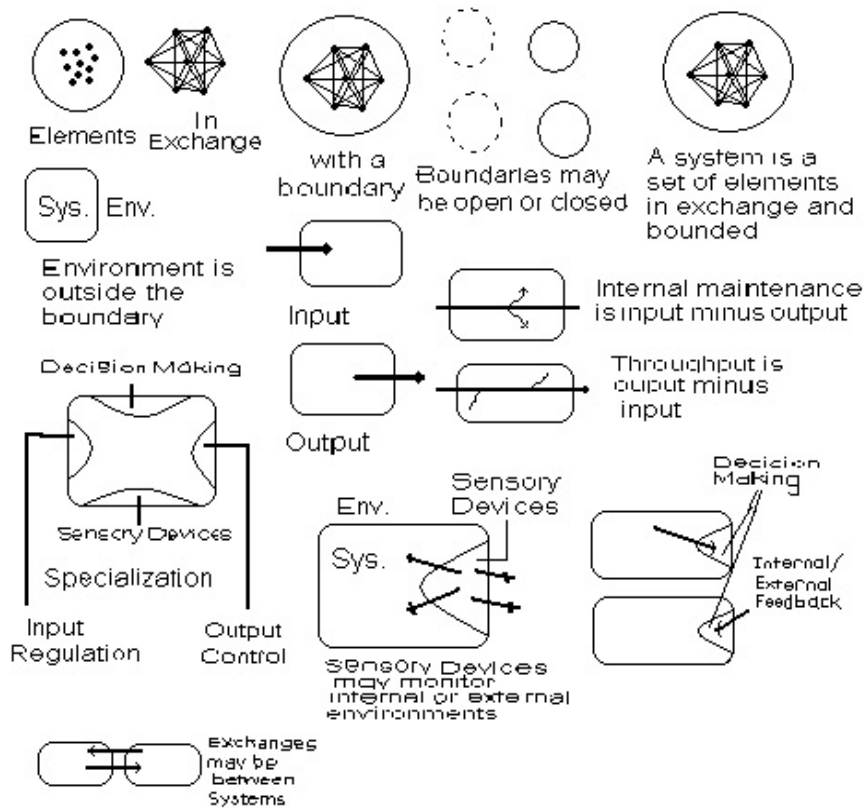 Elements
In
Exchange
with a
boundary
Boundaries may
be open or closed
A system is a
set of elements
in exchange and
bounded
Sys.
Env.
Environment is
outside the
boundary
Input
Internal maintenance
is input minus output
Output
Throughput is
ouput minus
input
Decision Making
Sensory Devices
Specialization
Input
Regulation
Output
Control
Env.
Sys.
Sensory
Devices
Sensory Devices
may monitor
internal or external
environments
Decision
Making
Internal/
External
Feedback
Exchanges
may be
between
Systems